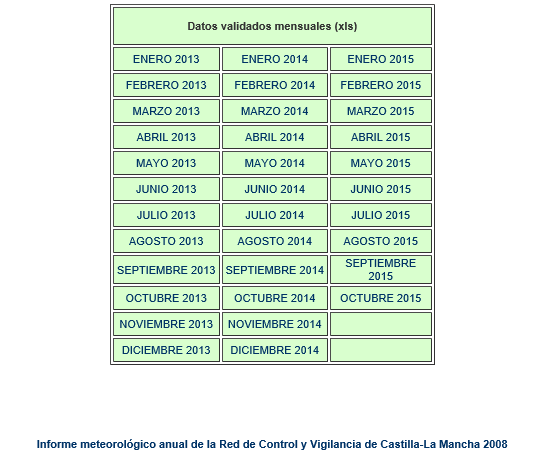 Datos validados mensuales (xls)
ENERO 2013 ENERO 2014 ENERO 2015
FEBRERO 2013 FEBRERO 2014 FEBRERO 2015
MARZO 2013 MARZO 2014 MARZO 2015
ABRIL 2013 ABRIL 2014 ABRIL 2015
MAYO 2013 MAYO 2014 MAYO 2015
JUNIO 2013 JUNIO 2014 JUNIO 2015
JULIO 2013 JULIO 2014 JULIO 2015
AGOSTO 2013 AGOSTO 2014 AGOSTO 2015
SEPTIEMBRE 2013 SEPTIEMBRE 2014 SEPTIEMBRE
2015
OCTUBRE 2013 OCTUBRE 2014 OCTUBRE 2015
NOVIEMBRE 2013 NOVIEMBRE 2014
DICIEMBRE 2013 DICIEMBRE 2014
Informe meteorológico anual de la Red de Control y Vigilancia de Castilla-La Mancha 2008